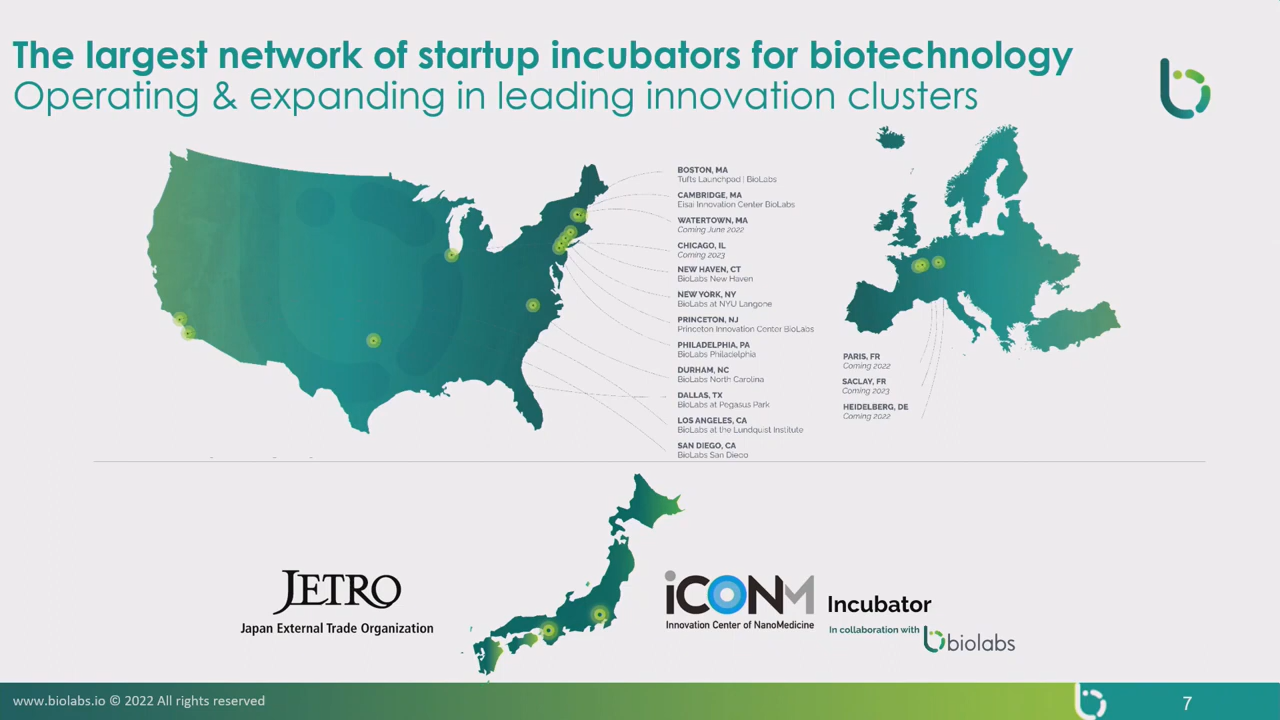 The largest network of startup incubators for biotechnology
Operating & expanding in leading innovation clusters
BOSTON, MA
Tufts Launchpad | BioLabs
CAMBRIDGE, MA
Eisai Innovation Center BioLabs
WATERTOWN, MA
Coming June 2022
CHICAGO, IL
Coming 2023
NEW HAVEN, CT
BioLabs New Haven
NEW YORK, NY
BioLabs at NYU Langone
PRINCETON, NJ
Princeton Innovation Center BioLabs
PHILADELPHIA, PA
BioLabs Philadelphia
DURHAM, NC
BioLabs North Carolina
DALLAS, TX
BioLabs at Pegasus Park
LOS ANGELES, CA
BioLabs at the Lundquist Institute
SAN DIEGO, CA
BioLabs San Diego
PARIS, FR
Coming 2022
SACLAY, FR
Coming 2023
HEIDELBERG, DE
Coming 2022
JETRO
Japan External Trade Organization
iCONM
Innovation Center of NanoMedicine
Incubator
In collaboration with
biolabs
www.biolabs.io © 2022 All rights reserved
7